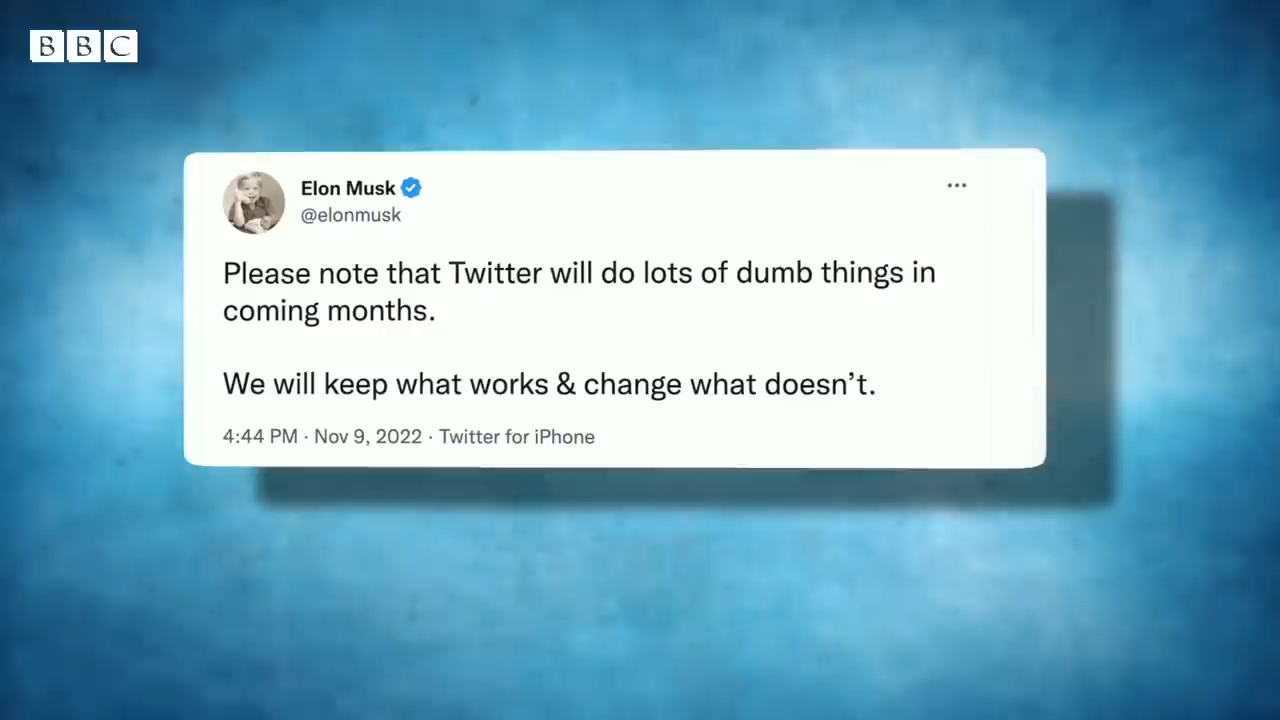 BBC
Elon Musk
@elonmusk
Please note that Twitter will do lots of dumb things in
coming months.
We will keep what works & change what doesn’t.
4:44 PM · Nov 9, 2022 · Twitter for iPhone